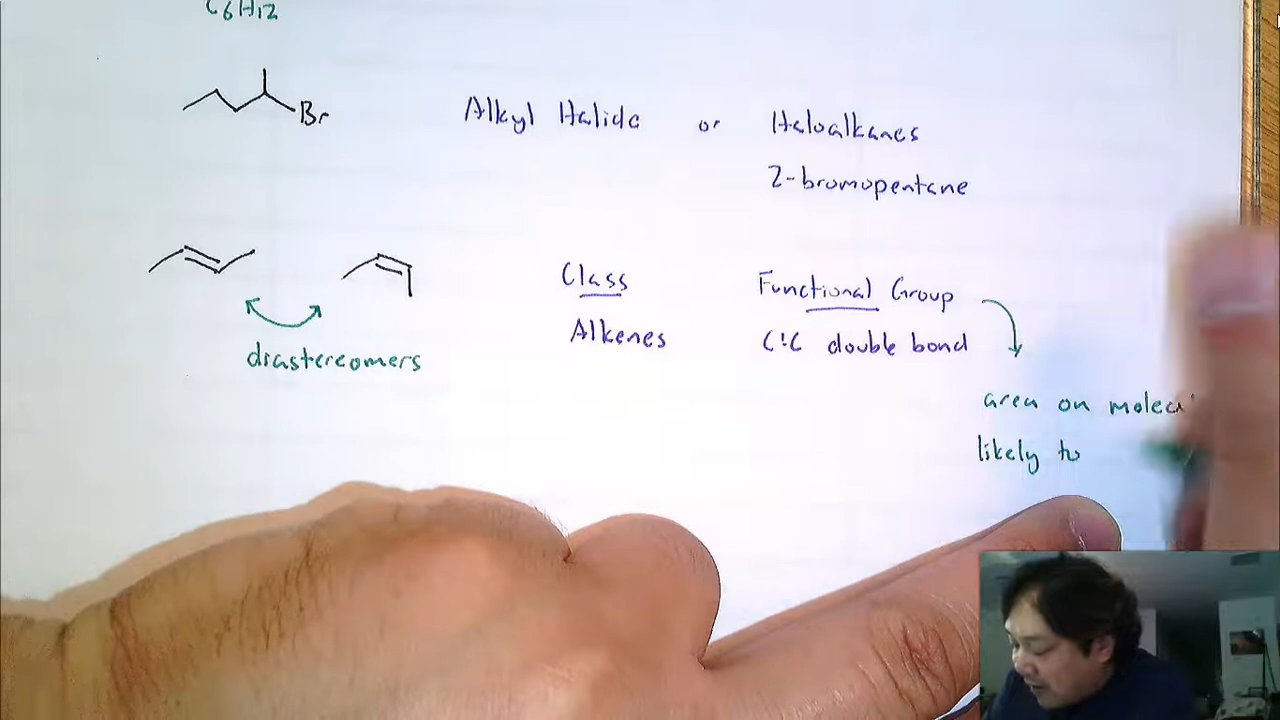 C6H12
Br
Alkyl Halide or Haloalkanes
2-bromopentane
Class Functional Group
Alkenes C:C double bond
diastereomers
area on
likely to